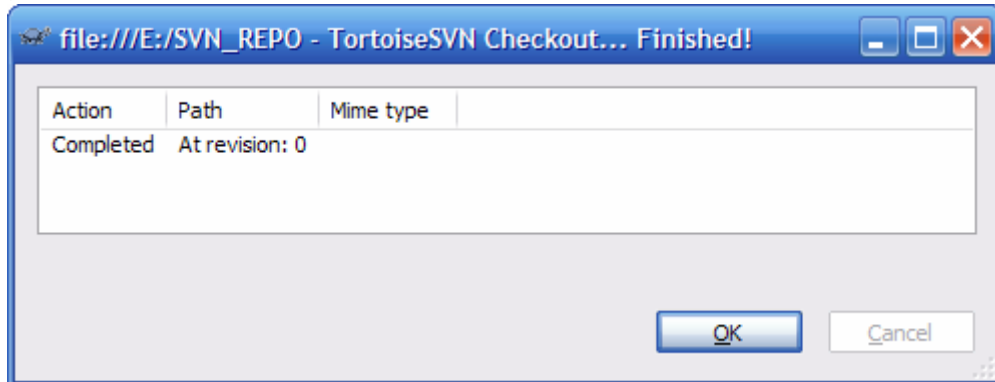 file:///E:/SVN_REPO - TortoiseSVN Checkout... Finished!
Action Path Mime type
Completed At revision: 0
OK Cancel